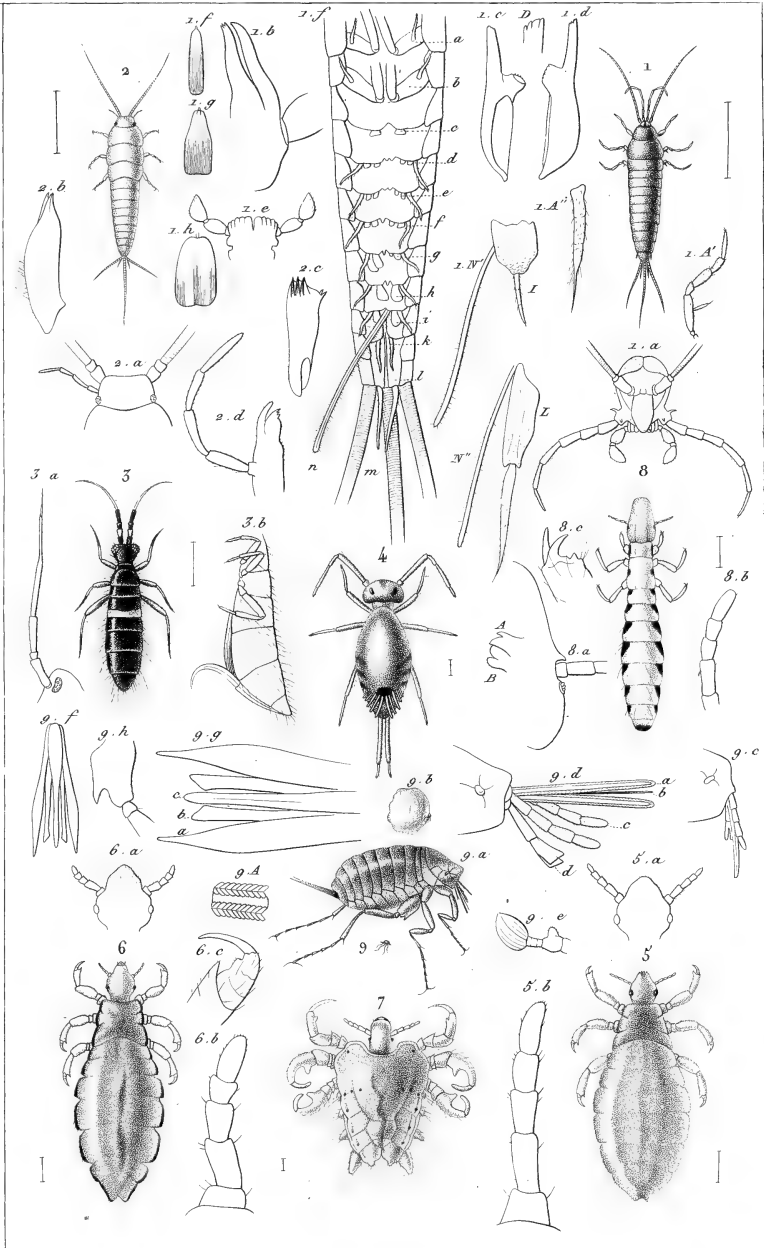 1.f 1.b 1.f 1.c D 1.d
2 1
1.g
a
b
c
d
e
f
g
h
i
k
l
n m
2.b 1.e 1.h 2.c
1.N' I 1.A'' 1.A'
2.a 2.d L N'' 1.a
3 a 3 3.b 4 8
8.c 8.b
A
B
8.a
9.f 9.h 9.g 9.b 9.d 9.c
c.
b.
a
a
b
c
d
6.a 9.A 9.a 5.a
6 6.c 9 9.e 5
7 5.b
6.b